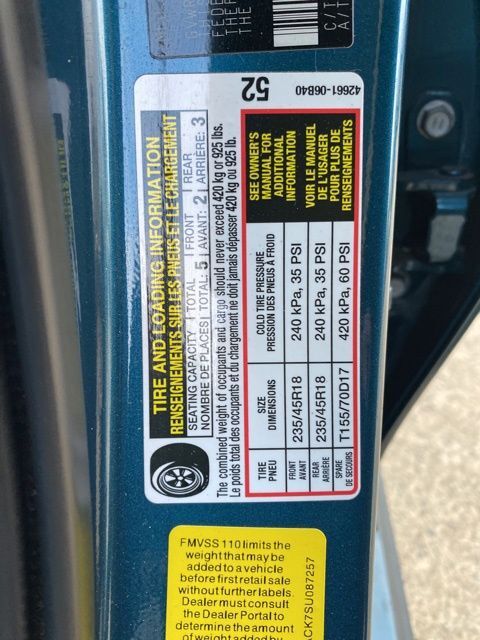 TIRE AND LOADING INFORMATION
RENSEIGNEMENTS SUR LES PNEUS ET LE CHARGEMENT
SEATING CAPACITY TOTAL FRONT REAR
NOMBRE DE PLACES TOTAL: 5 AVANT: 2 ARRIÈRE: 3
The combined weight of occupants and cargo should never exceed 420 kg or 925 lbs.
Le poids total des occupants et du chargement ne doit jamais dépasser 420 kg ou 925 lb.
TIRE PNEU
SIZE DIMENSIONS
COLD TIRE PRESSURE
PRESSION DES PNEUS À FROID
FRONT AVANT 235/45R18 240 kPa, 35 PSI
REAR ARRIÈRE 235/45R18 240 kPa, 35 PSI
SPARE DE SECOURS T155/70D17 420 kPa, 60 PSI
SEE OWNER'S
MANUAL FOR
ADDITIONAL
INFORMATION
VOIR LE MANUEL
DE L'USAGER
POUR PLUS DE
RENSEIGNEMENTS
52
42661-06B40
FMVSS 110 limits the
weight that may be
added to a vehicle
before first retail sale
without further labels.
Dealer must consult
the Dealer Portal to
determine the amount
of weight added by
CK7SU087257
GVWR
THE
THE
C/T
A/T